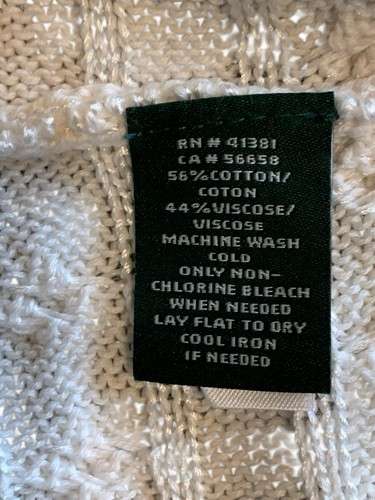 RN # 41381
CA # 56658
56%COTTON/
COTON
44%VISCOSE/
VISCOSE
MACHINE WASH
COLD
ONLY NON-
CHLORINE BLEACH
WHEN NEEDED
LAY FLAT TO DRY
COOL IRON
IF NEEDED